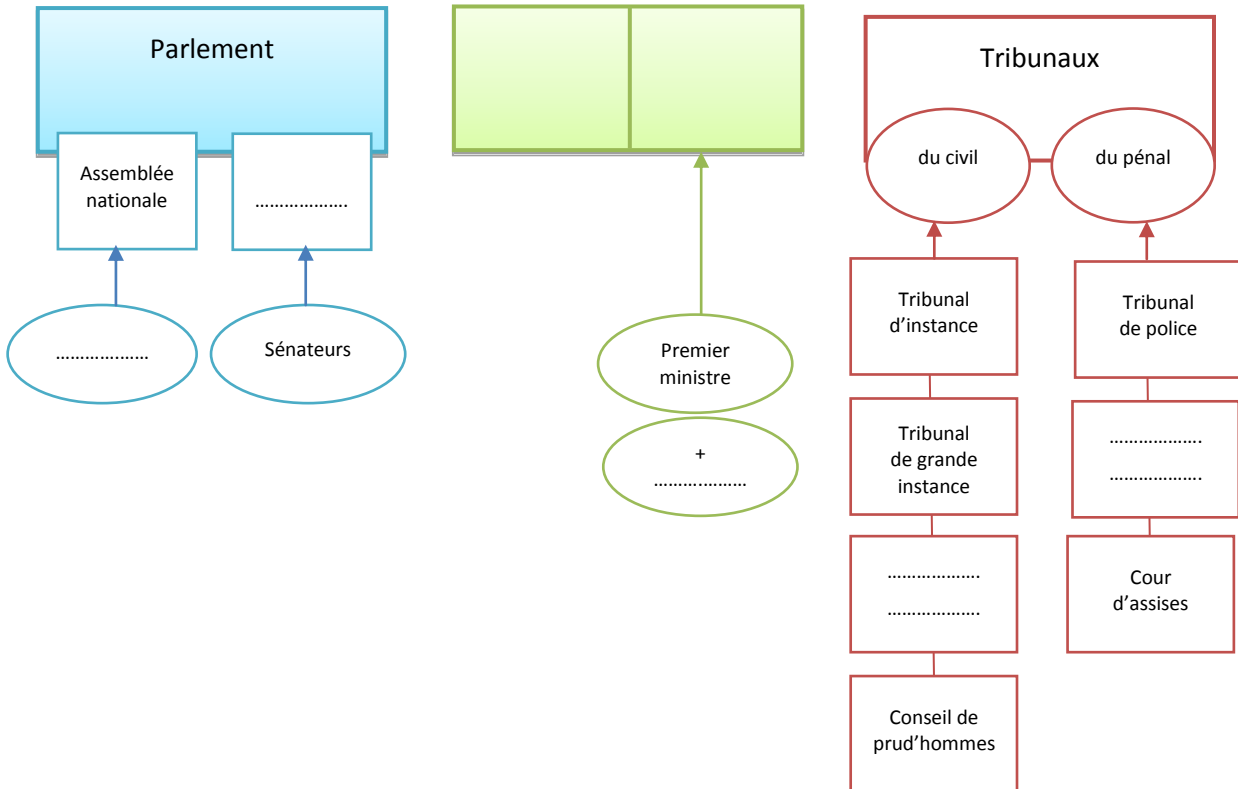 Parlement
Assemblée
nationale
……………….
………….……
Sénateurs
Premier
ministre
+
……….………
Tribunaux
du civil
du pénal
Tribunal
d’instance
Tribunal
de grande
instance
……………….
……………….
Conseil de
prud’hommes
Tribunal
de police
……………….
……………….
Cour
d’assises